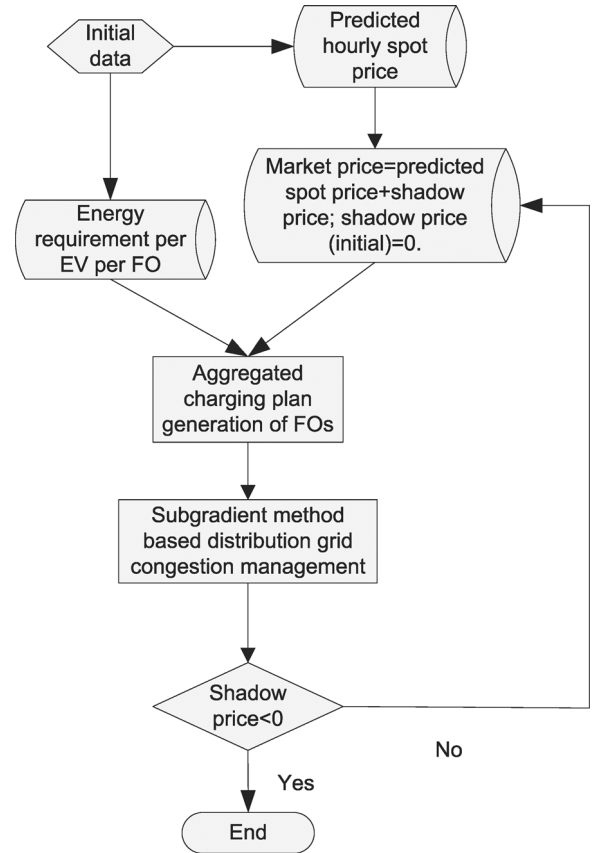 Initial
data
Predicted
hourly spot
price
Market price=predicted
spot price+shadow
price; shadow price
(initial)=0.
Energy
requirement per
EV per FO
Aggregated
charging plan
generation of FOs
Subgradient method
based distribution grid
congestion management
Shadow
price<0
No
Yes
End